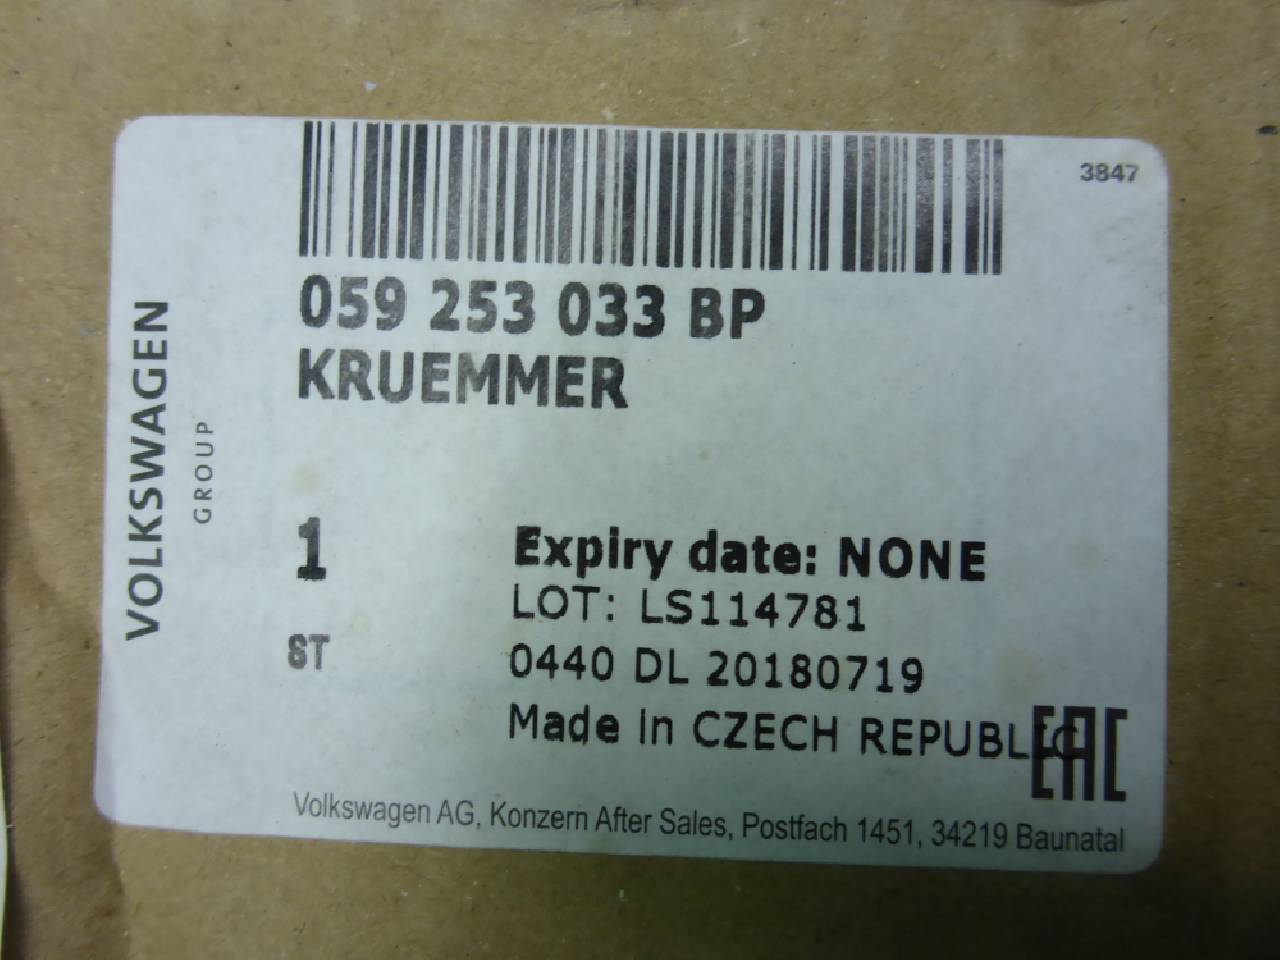 3847
059 253 033 BP
KRUEMMER
VOLKSWAGEN
GROUP
1
ST
Expiry date: NONE
LOT: LS114781
0440 DL 20180719
Made in CZECH REPUBLIC
EAC
Volkswagen AG, Konzern After Sales, Postfach 1451, 34219 Baunatal